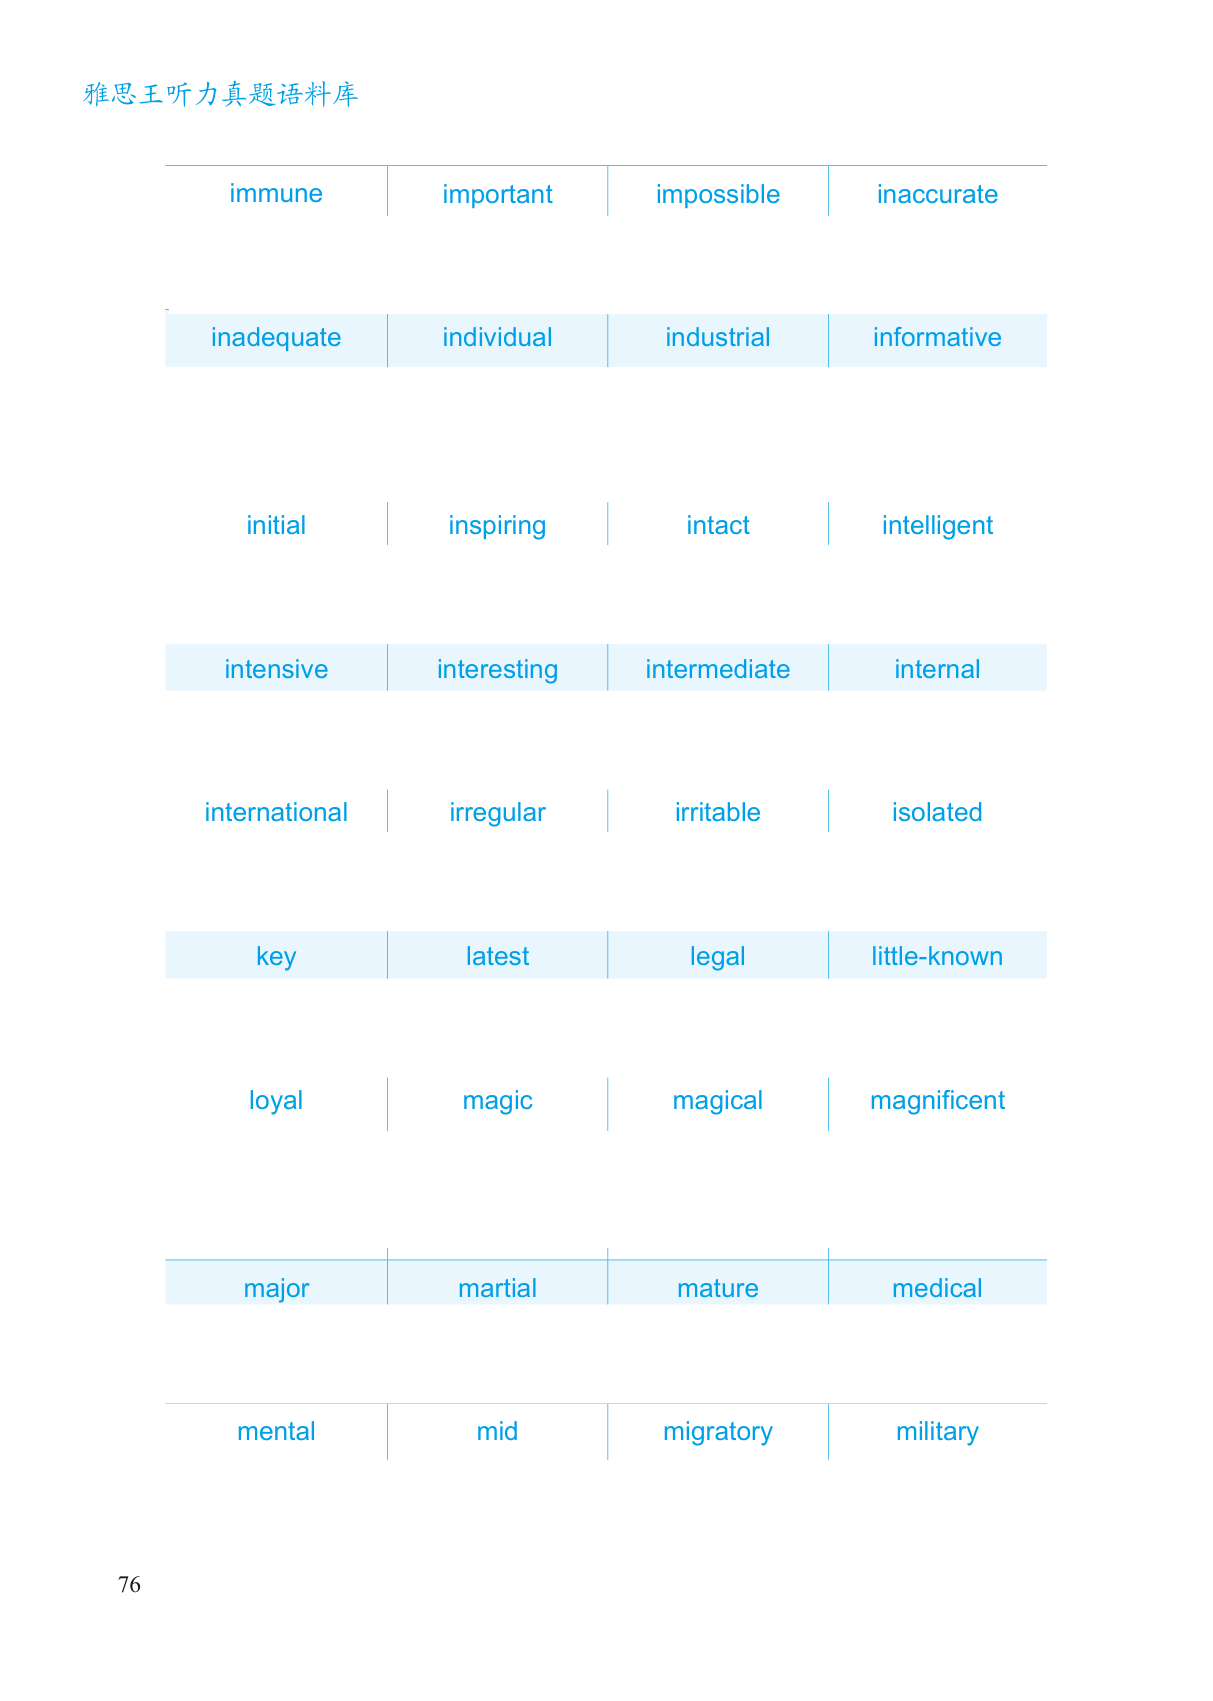 雅思王听力真题语料库
immune important impossible inaccurate
inadequate individual industrial informative
initial inspiring intact intelligent
intensive interesting intermediate internal
international irregular irritable isolated
key latest legal little-known
loyal magic magical magnificent
major martial mature medical
mental mid migratory military
76